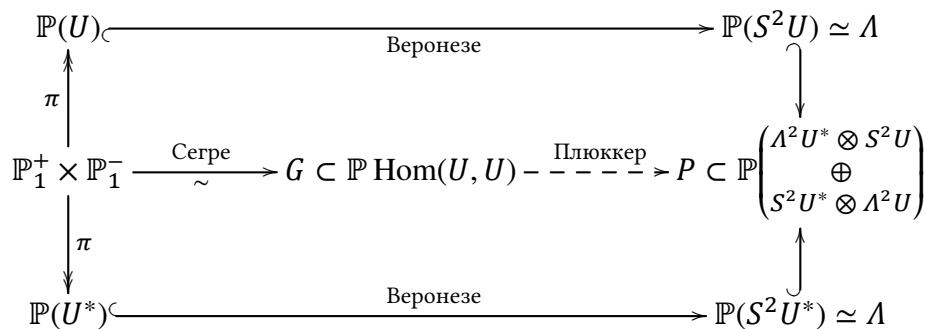 ℙ(U) Веронезе ℙ(S²U) ≃ Λ
π
ℙ₁⁺ × ℙ₁⁻ Сегре ∼ G ⊂ ℙ Hom(U, U) Плюккер P ⊂ ℙ(Λ²U* ⊗ S²U ⊕ S²U* ⊗ Λ²U)
π
ℙ(U*) Веронезе ℙ(S²U*) ≃ Λ